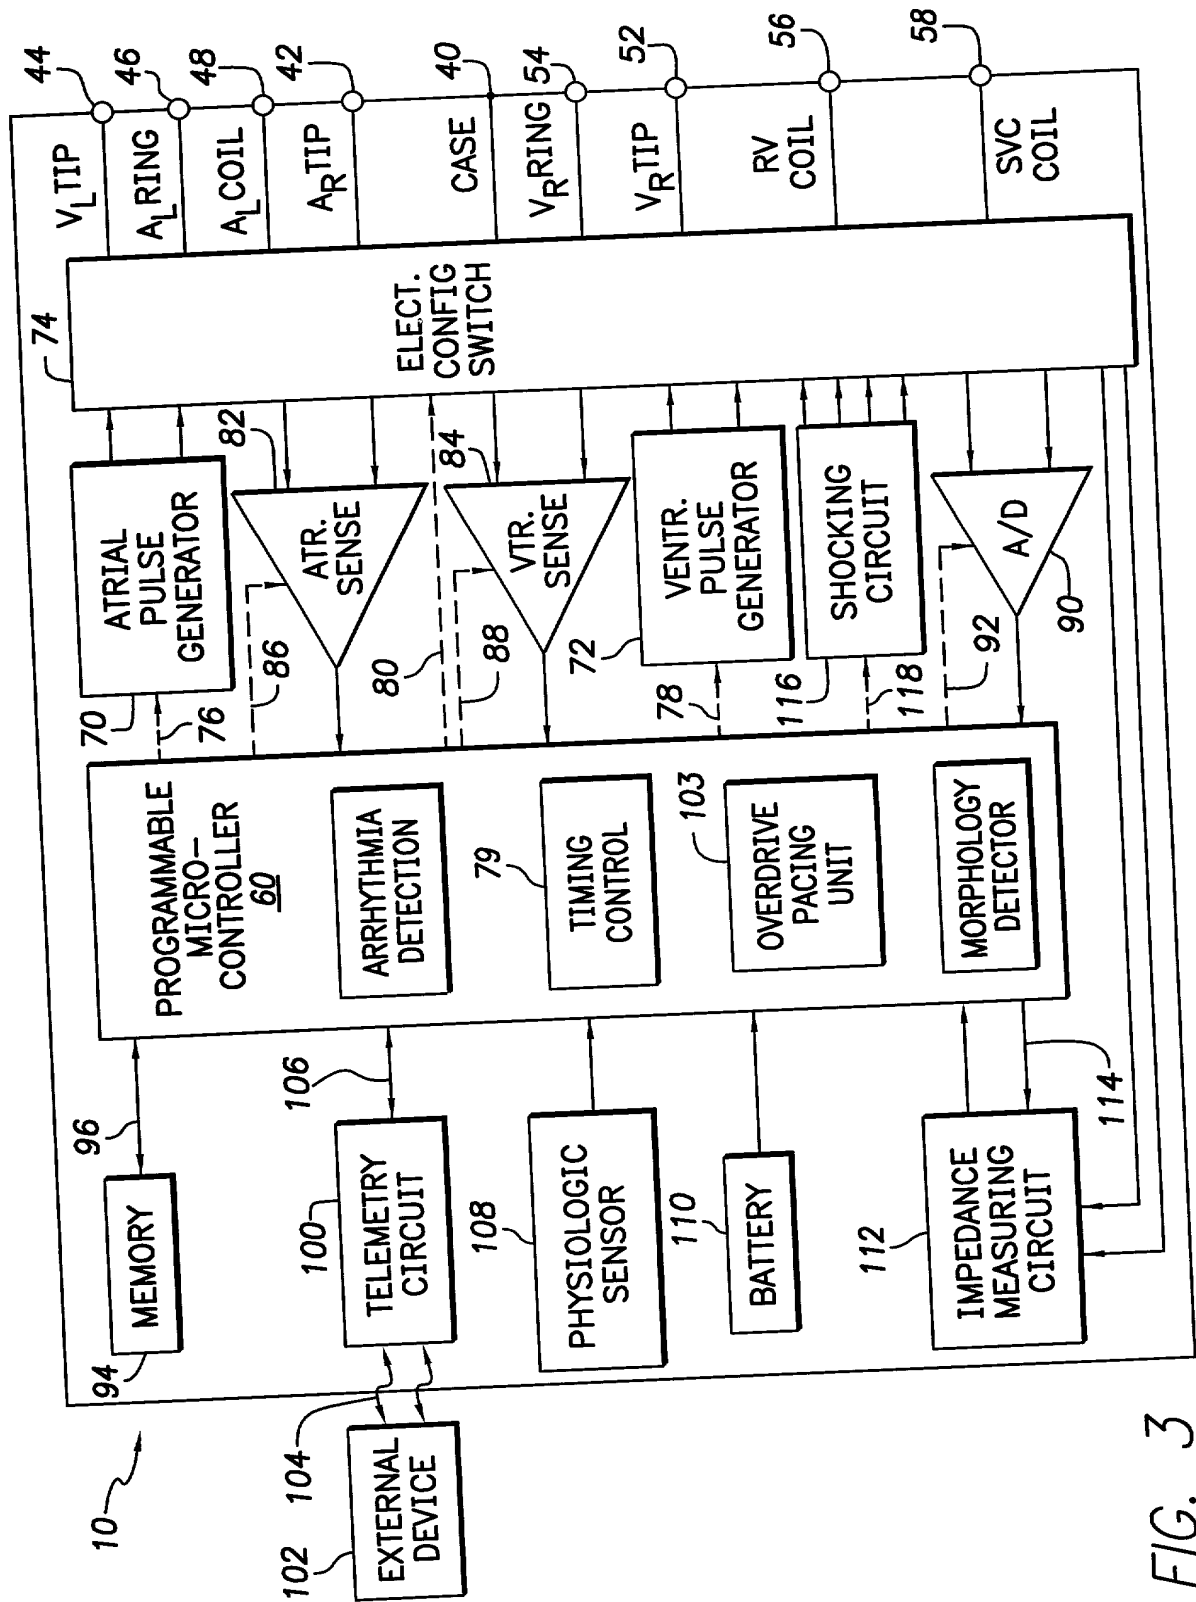 44
46
48
42
40
54
52
56
58
VL TIP
AL RING
AL COIL
AR TIP
CASE
VR RING
VR TIP
RV
COIL
SVC
COIL
74
ELECT.
CONFIG
SWITCH
82
84
ATRIAL
PULSE
GENERATOR
ATR.
SENSE
VTR.
SENSE
VENTR.
PULSE
GENERATOR
SHOCKING
CIRCUIT
A/D
70
76
86
80
88
72
78
116
118
92
90
PROGRAMMABLE
MICRO-
CONTROLLER
60
ARRHYTHMIA
DETECTION
79
TIMING
CONTROL
103
OVERDRIVE
PACING
UNIT
MORPHOLOGY
DETECTOR
96
106
114
94
MEMORY
100
TELEMETRY
CIRCUIT
108
PHYSIOLOGIC
SENSOR
110
BATTERY
112
IMPEDANCE
MEASURING
CIRCUIT
10
104
102
EXTERNAL
DEVICE
FIG. 3